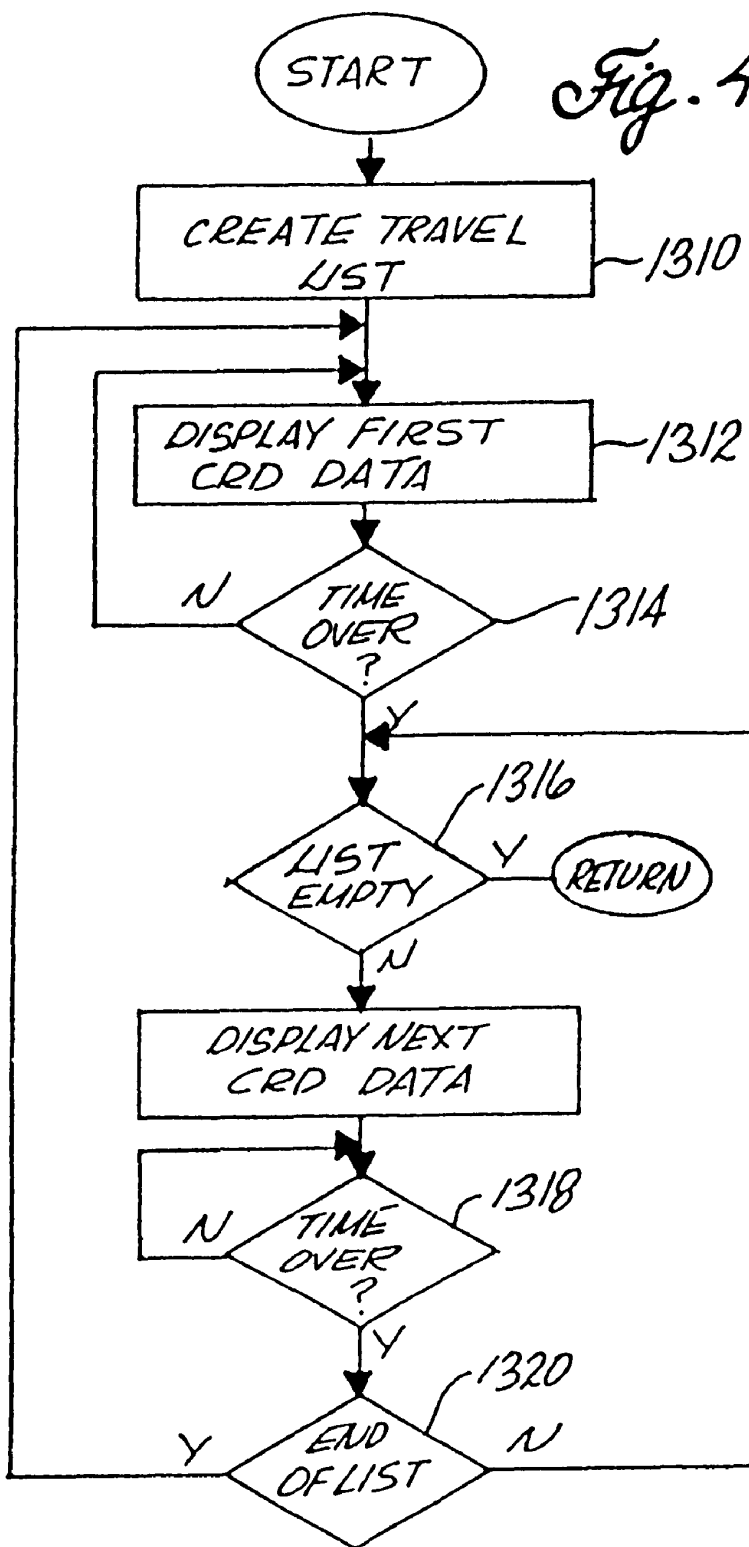 START
Fig. 4
CREATE TRAVEL
LIST
1310
DISPLAY FIRST
CRD DATA
1312
N
TIME
OVER
?
1314
Y
1316
LIST
EMPTY
Y
RETURN
N
DISPLAY NEXT
CRD DATA
1318
N
TIME
OVER
?
Y
1320
Y
END
OF LIST
N